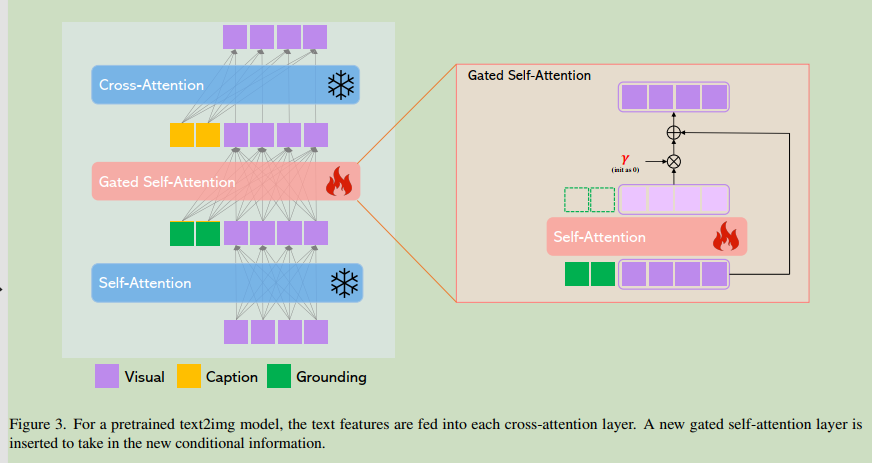 Cross-Attention
Gated Self-Attention
Self-Attention
Visual
Caption
Grounding
Gated Self-Attention
γ
(init as 0)
Self-Attention
Figure 3. For a pretrained text2img model, the text features are fed into each cross-attention layer. A new gated self-attention layer is
inserted to take in the new conditional information.